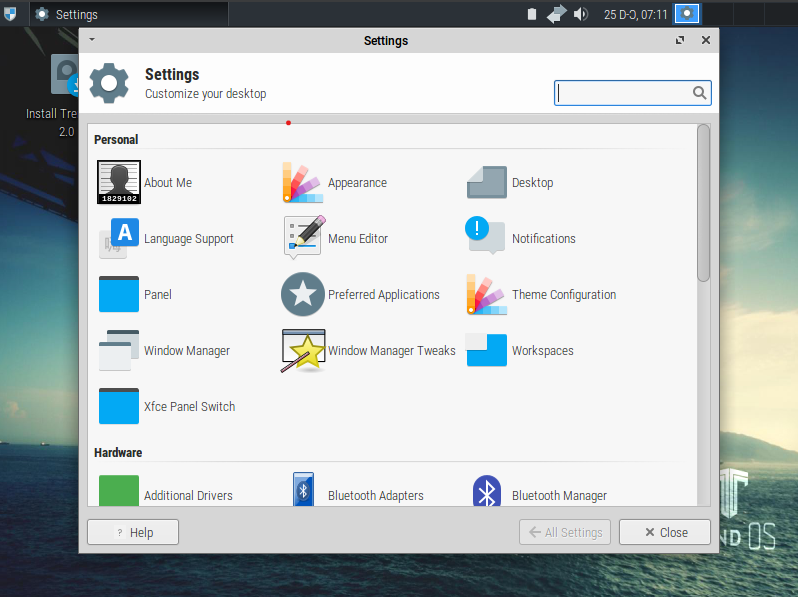 Settings
25 D-Ɔ, 07:11
Settings
Install Tre
2.0
Settings
Customize your desktop
Personal
1829102
About Me
Appearance
Desktop
A
Language Support
Menu Editor
Notifications
Panel
Preferred Applications
Theme Configuration
Window Manager
Window Manager Tweaks
Workspaces
Xfce Panel Switch
Hardware
Additional Drivers
Bluetooth Adapters
Bluetooth Manager
? Help
All Settings
Close
ND OS